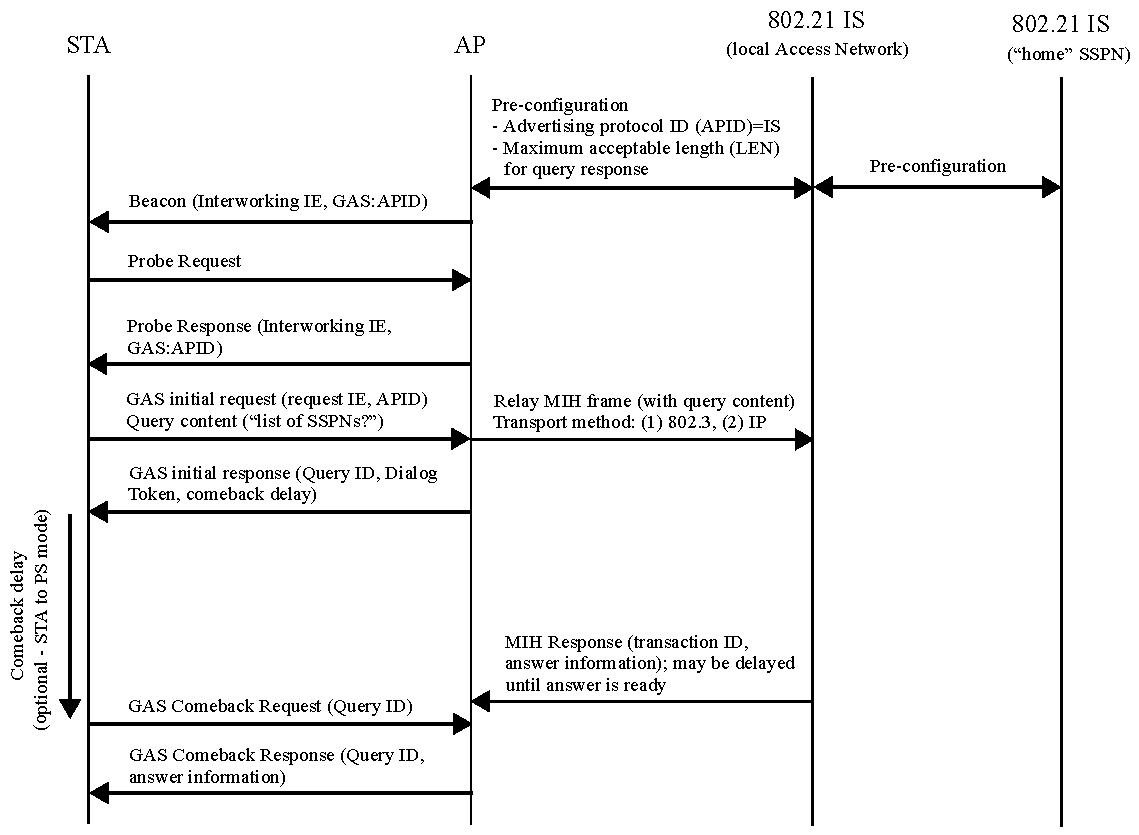 STA
AP
802.21 IS
(local Access Network)
802.21 IS
(“home” SSPN)
Pre-configuration
- Advertising protocol ID (APID)=IS
- Maximum acceptable length (LEN)
for query response
Pre-configuration
Beacon (Interworking IE, GAS:APID)
Probe Request
Probe Response (Interworking IE,
GAS:APID)
GAS initial request (request IE, APID)
Query content (“list of SSPNs?”)
Relay MIH frame (with query content)
Transport method: (1) 802.3, (2) IP
GAS initial response (Query ID, Dialog
Token, comeback delay)
Comeback delay
(optional - STA to PS mode)
MIH Response (transaction ID,
answer information); may be delayed
until answer is ready
GAS Comeback Request (Query ID)
GAS Comeback Response (Query ID,
answer information)